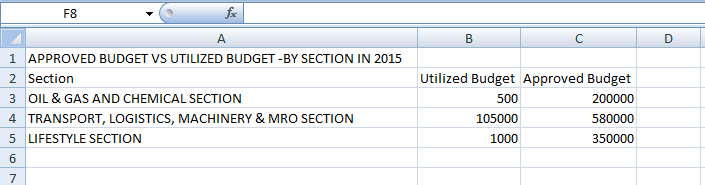 F8 fx
A B C D
1 APPROVED BUDGET VS UTILIZED BUDGET -BY SECTION IN 2015
2 Section Utilized Budget Approved Budget
3 OIL & GAS AND CHEMICAL SECTION 500 200000
4 TRANSPORT, LOGISTICS, MACHINERY & MRO SECTION 105000 580000
5 LIFESTYLE SECTION 1000 350000
6
7